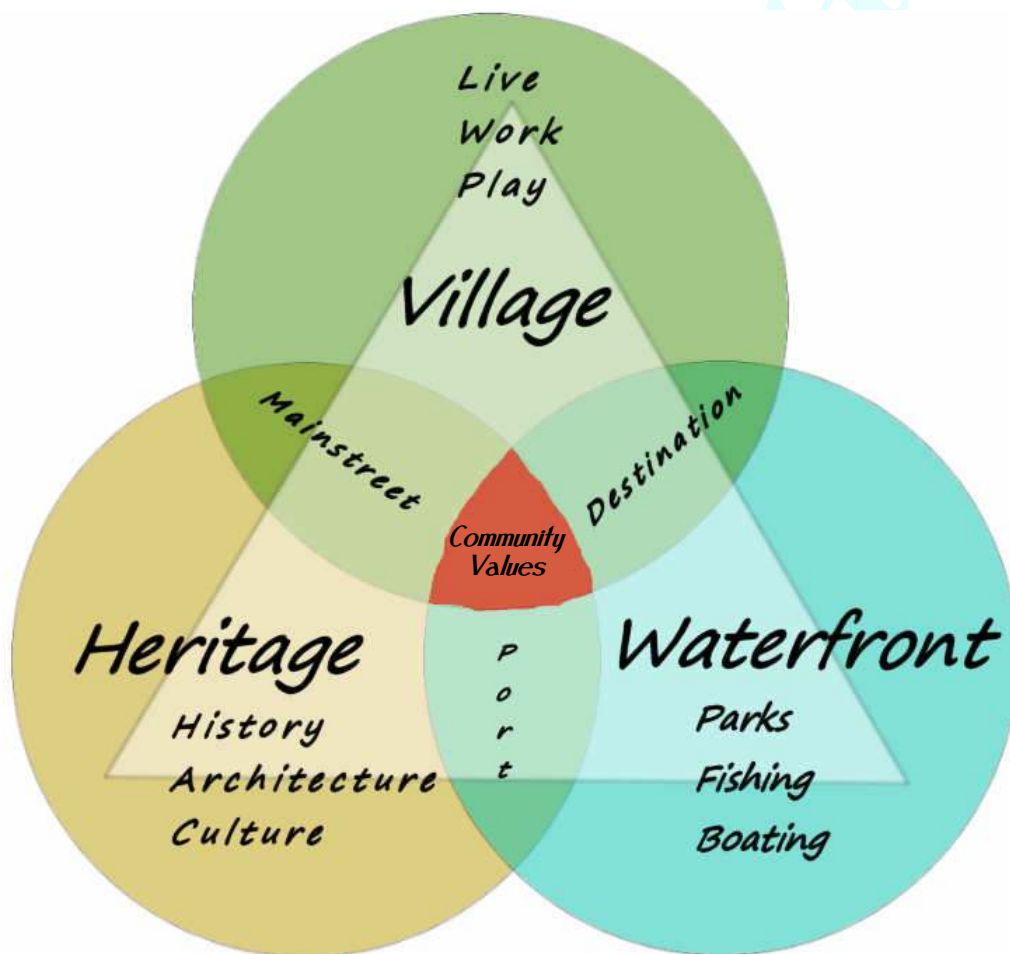 Live
Work
Play
Village
Mainstreet
Destination
Community
Values
Heritage
History
Architecture
Culture
Port
Waterfront
Parks
Fishing
Boating